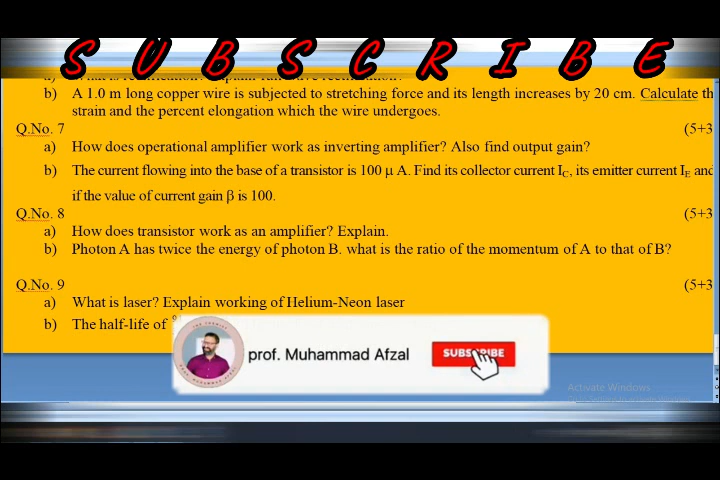 SUBSCRIBE
b) A 1.0 m long copper wire is subjected to stretching force and its length increases by 20 cm. Calculate th
strain and the percent elongation which the wire undergoes.
Q.No. 7 (5+3
a) How does operational amplifier work as inverting amplifier? Also find output gain?
b) The current flowing into the base of a transistor is 100 μ A. Find its collector current IC, its emitter current IE and
if the value of current gain β is 100.
Q.No. 8 (5+3
a) How does transistor work as an amplifier? Explain.
b) Photon A has twice the energy of photon B. what is the ratio of the momentum of A to that of B?
Q.No. 9 (5+3
a) What is laser? Explain working of Helium-Neon laser
b) The half-life of
prof. Muhammad Afzal
SUBSCRIBE
Activate Windows